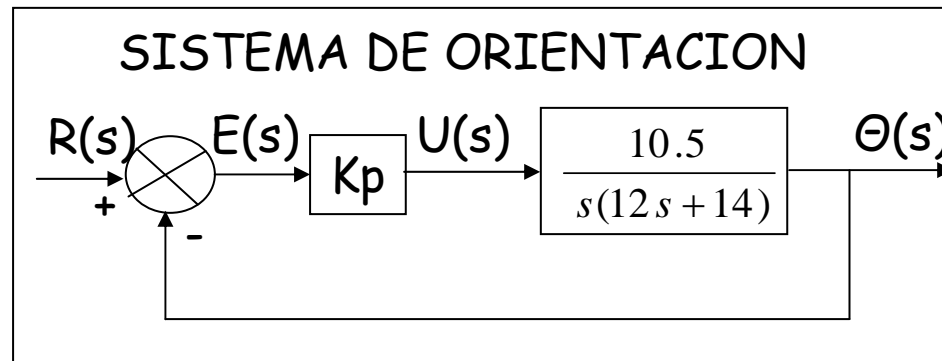 SISTEMA DE ORIENTACION
R(s) E(s) Kp U(s) 10.5 Θ(s)
s(12s+14)
+
-